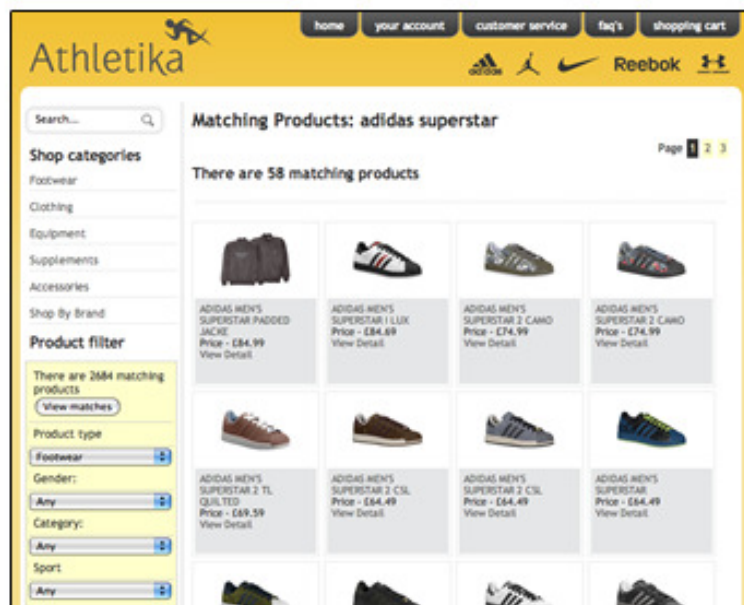 home your account customer service faq's shopping cart
Athletika
adidas Reebok
Search...
Shop categories
Footwear
Clothing
Equipment
Supplements
Accessories
Shop By Brand
Product filter
There are 2684 matching
products
View matches
Product type
Footwear
Gender:
Any
Category:
Any
Sport
Any
Matching Products: adidas superstar
Page 1 2 3
There are 58 matching products
ADIDAS MEN'S
SUPERSTAR PADDED
JACKE
Price - £84.99
View Detail
ADIDAS MEN'S
SUPERSTAR I LUX
Price - £84.69
View Detail
ADIDAS MEN'S
SUPERSTAR 2 CAMO
Price - £74.99
View Detail
ADIDAS MEN'S
SUPERSTAR 2 CAMO
Price - £74.99
View Detail
ADIDAS MEN'S
SUPERSTAR 2 TL
QUILTED
Price - £69.59
View Detail
ADIDAS MEN'S
SUPERSTAR 2 CSL
Price - £64.49
View Detail
ADIDAS MEN'S
SUPERSTAR 2 CSL
Price - £64.49
View Detail
ADIDAS MEN'S
SUPERSTAR
Price - £64.49
View Detail